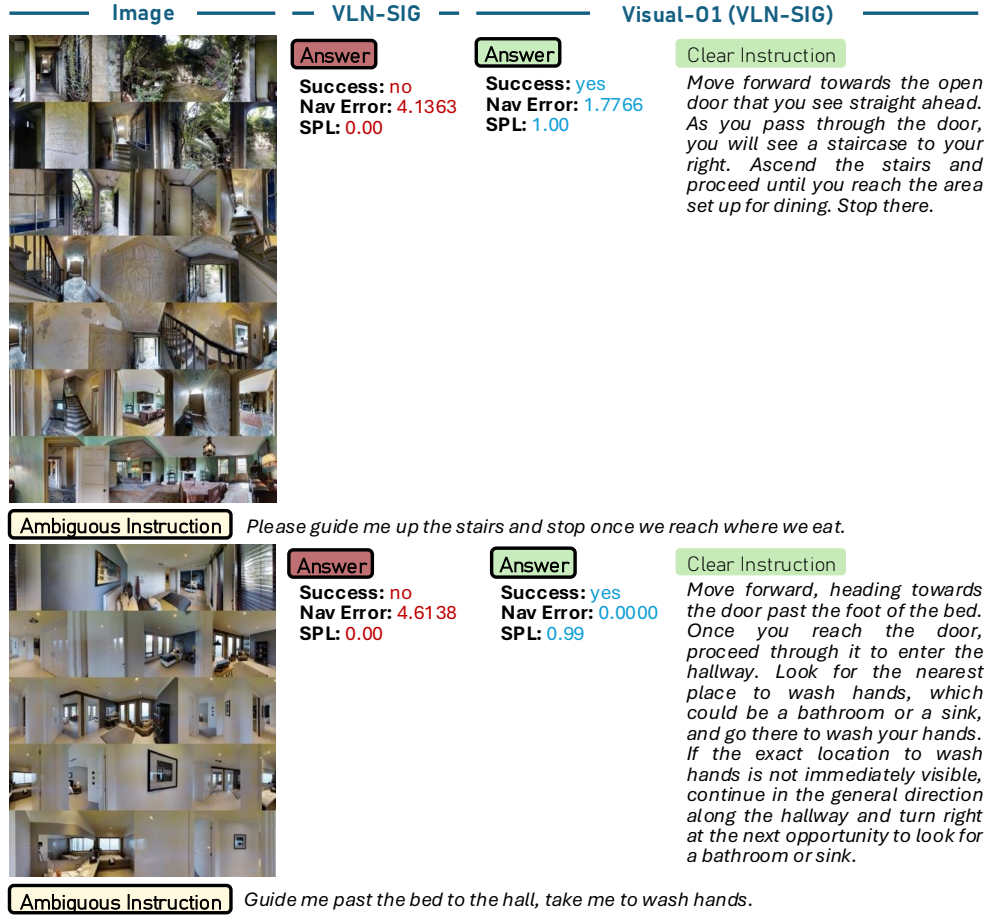 Image
VLN-SIG
Visual-O1 (VLN-SIG)
Answer
Success: no
Nav Error: 4.1363
SPL: 0.00
Answer
Success: yes
Nav Error: 1.7766
SPL: 1.00
Clear Instruction
Move forward towards the open
door that you see straight ahead.
As you pass through the door,
you will see a staircase to your
right. Ascend the stairs and
proceed until you reach the area
set up for dining. Stop there.
Ambiguous Instruction
Please guide me up the stairs and stop once we reach where we eat.
Answer
Success: no
Nav Error: 4.6138
SPL: 0.00
Answer
Success: yes
Nav Error: 0.0000
SPL: 0.99
Clear Instruction
Move forward, heading towards
the door past the foot of the bed.
Once you reach the door,
proceed through it to enter the
hallway. Look for the nearest
place to wash hands, which
could be a bathroom or a sink,
and go there to wash your hands.
If the exact location to wash
hands is not immediately visible,
continue in the general direction
along the hallway and turn right
at the next opportunity to look for
a bathroom or sink.
Ambiguous Instruction
Guide me past the bed to the hall, take me to wash hands.